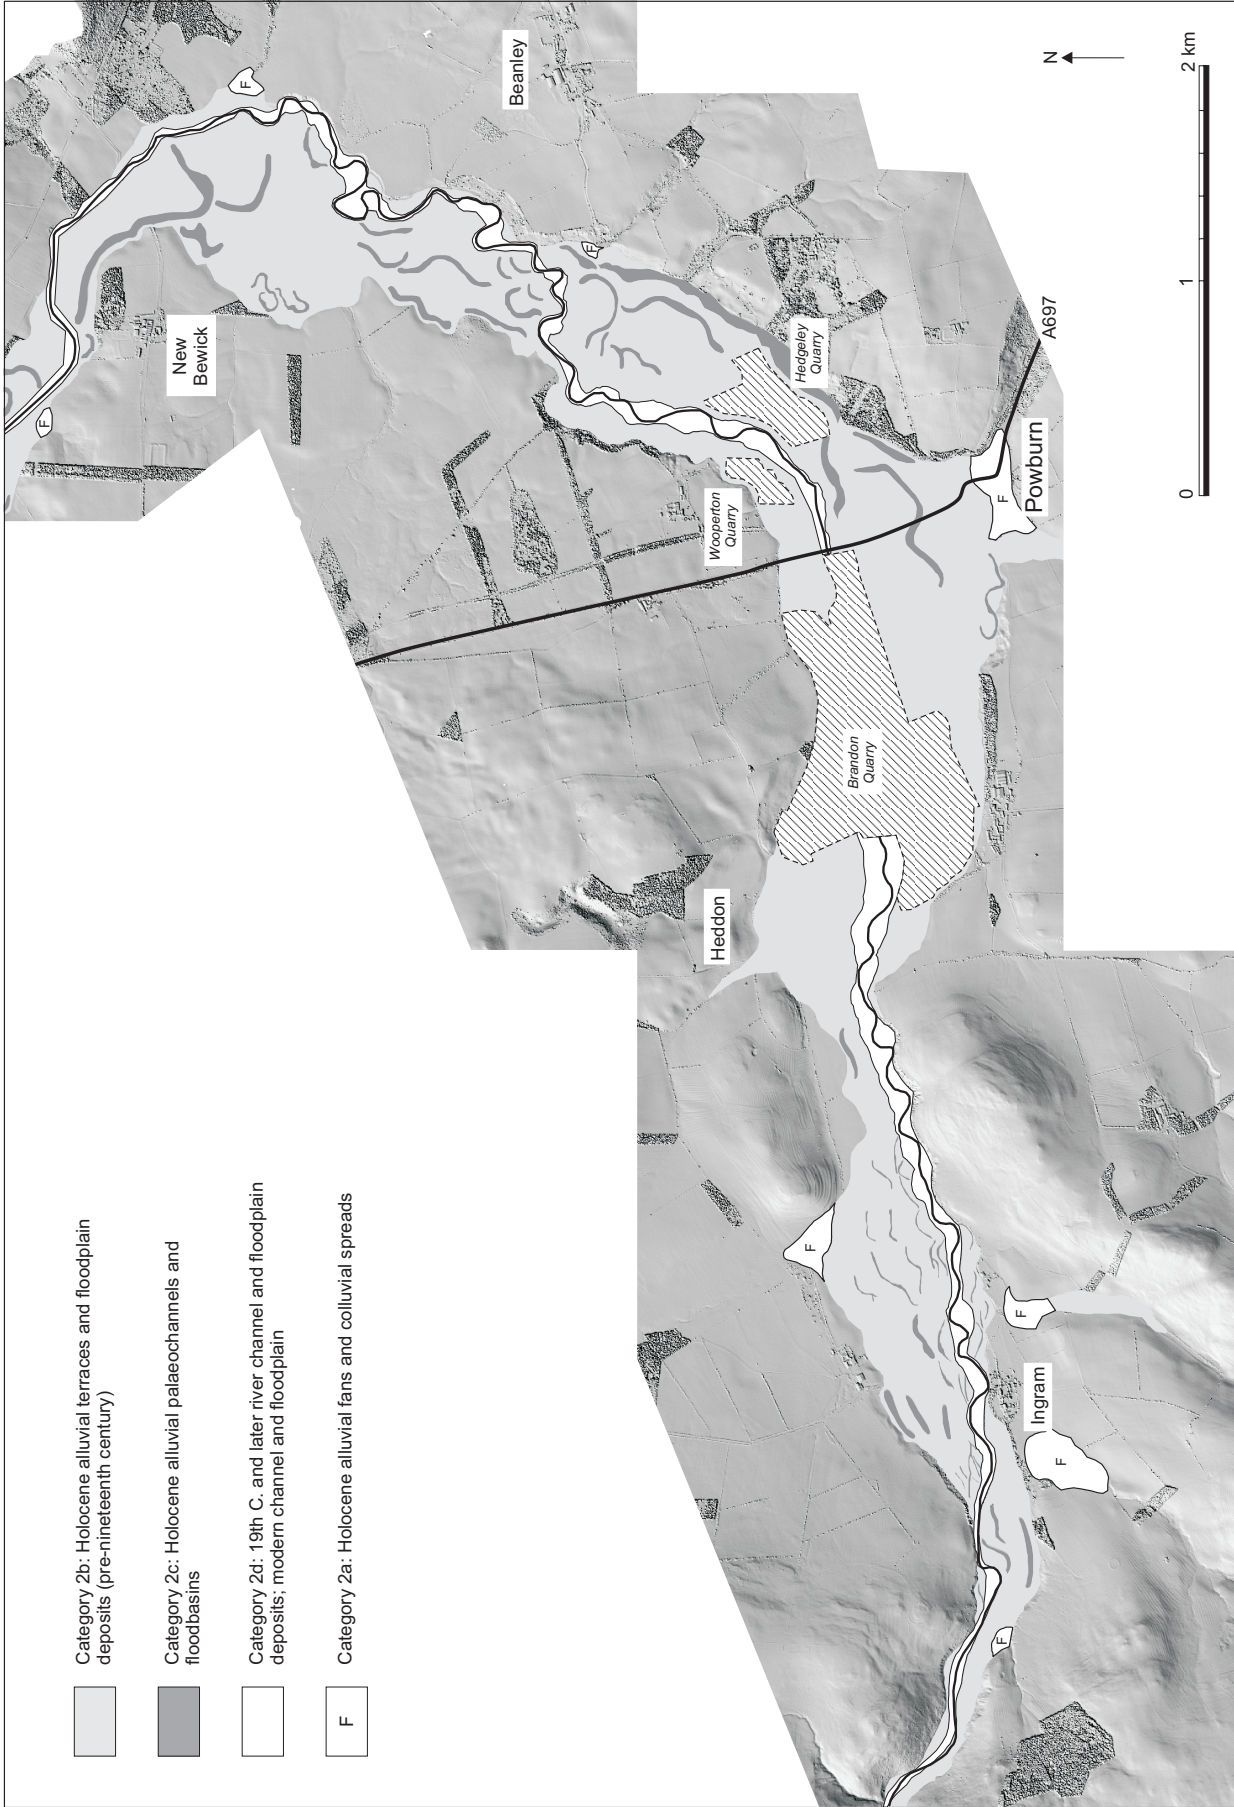 Category 2b: Holocene alluvial terraces and floodplain
deposits (pre-nineteenth century)
Category 2c: Holocene alluvial palaeochannels and
floodbasins
Category 2d: 19th C. and later river channel and floodplain
deposits; modern channel and floodplain
F
Category 2a: Holocene alluvial fans and colluvial spreads
F
F
Ingram
F
F
Heddon
Brandon
Quarry
Wooperton
Quarry
Hedgeley
Quarry
F
Powburn
A697
F
New
Bewick
F
F
Beanley
N
0
1
2 km